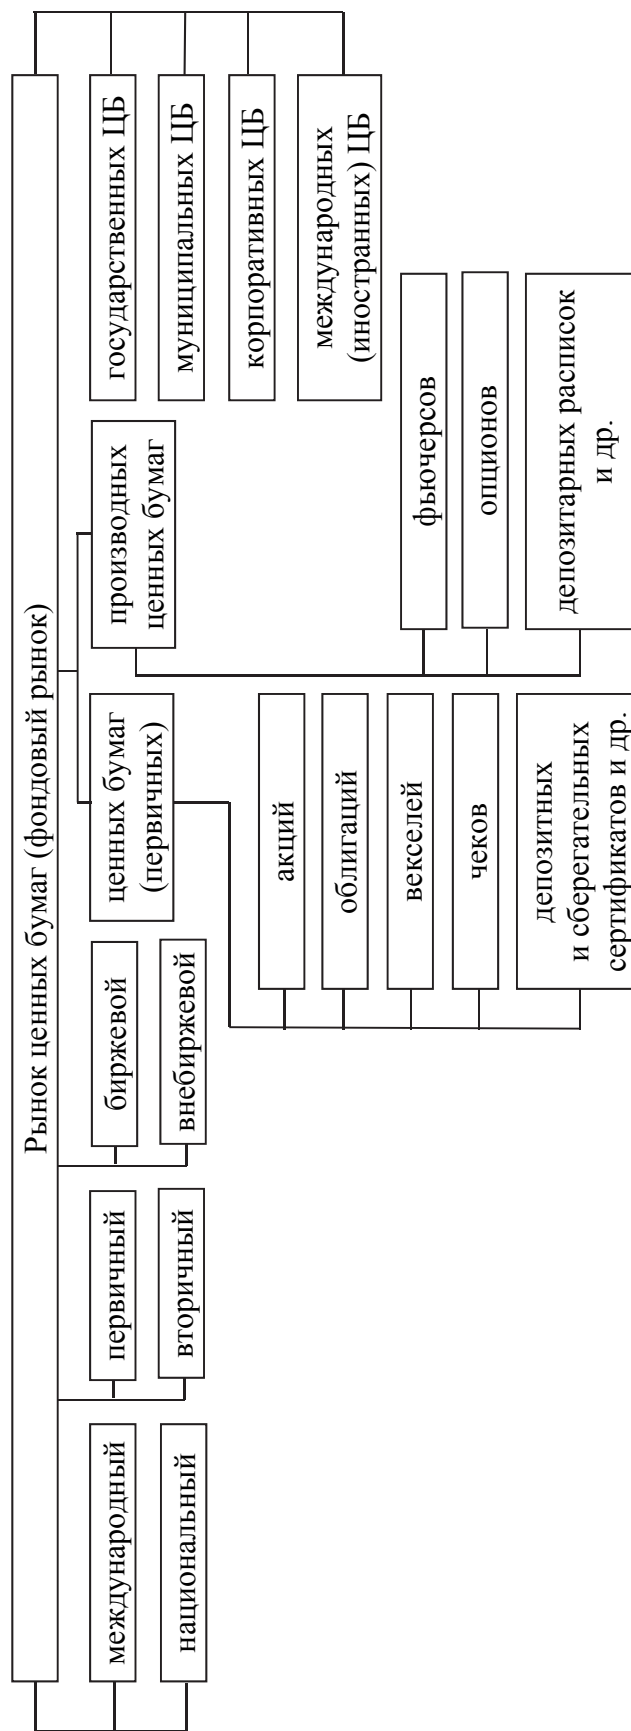 Рынок ценных бумаг (фондовый рынок)
международный
национальный
первичный
вторичный
биржевой
внебиржевой
ценных бумаг
(первичных)
акций
облигаций
векселей
чеков
депозитных
и сберегательных
сертификатов и др.
производных
ценных бумаг
фьючерсов
опционов
депозитарных расписок
и др.
государственных ЦБ
муниципальных ЦБ
корпоративных ЦБ
международных
(иностранных) ЦБ